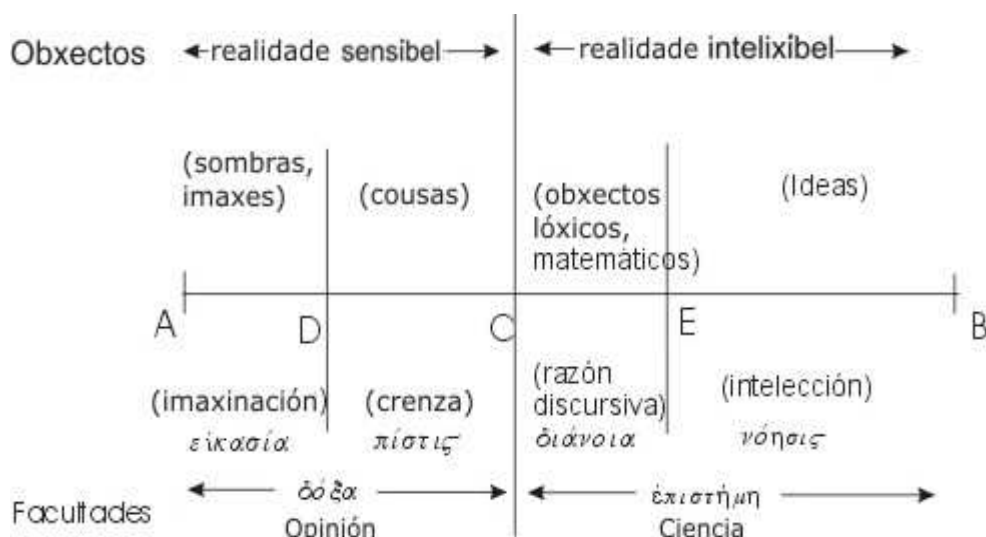 Obxectos
realidade sensibel
realidade intelixíbel
(sombras,
imaxes)
(cousas)
(obxectos
lóxicos,
matemáticos)
(Ideas)
A
D
C
E
B
(imaxinación)
εἰκασία
(crenza)
πίστις
(razón
discursiva)
διάνοια
(intelección)
νόησις
δόξα
ἐπιστήμη
Facultades
Opinión
Ciencia